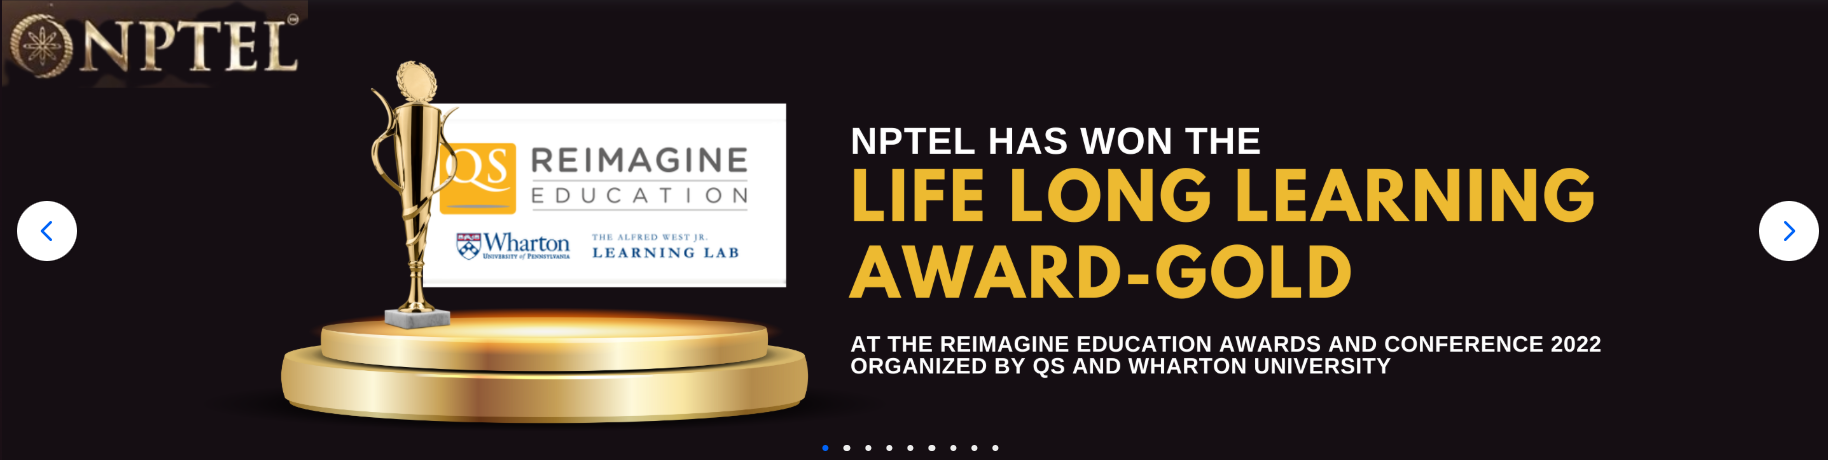 NPTEL
QS
REIMAGINE
EDUCATION
Wharton
UNIVERSITY of PENNSYLVANIA
THE ALFRED WEST JR.
LEARNING LAB
NPTEL HAS WON THE
LIFE LONG LEARNING
AWARD-GOLD
AT THE REIMAGINE EDUCATION AWARDS AND CONFERENCE 2022
ORGANIZED BY QS AND WHARTON UNIVERSITY